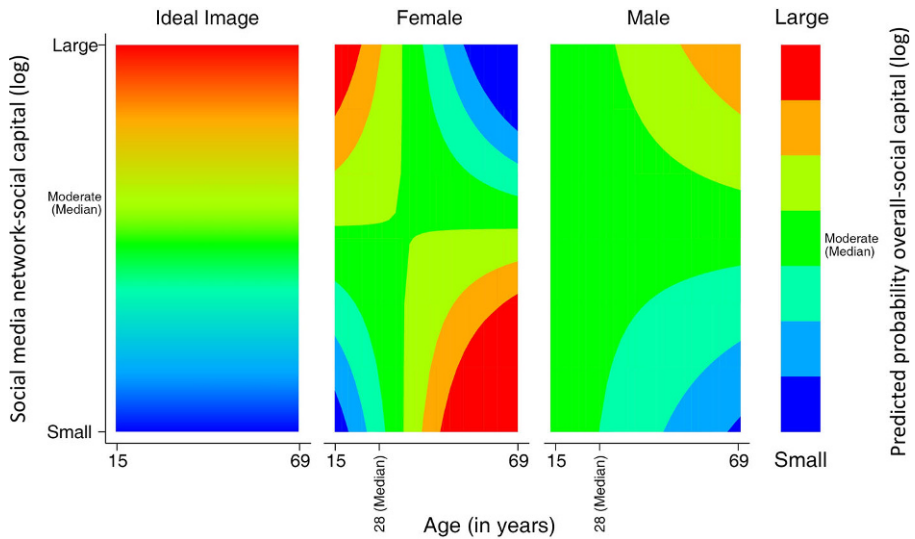 Ideal Image
Female
Male
Large
Social media network-social capital (log)
Large
Moderate
(Median)
Small
15
69
15
28 (Median)
69
15
28 (Median)
69
Age (in years)
Moderate
(Median)
Small
Predicted probability overall-social capital (log)